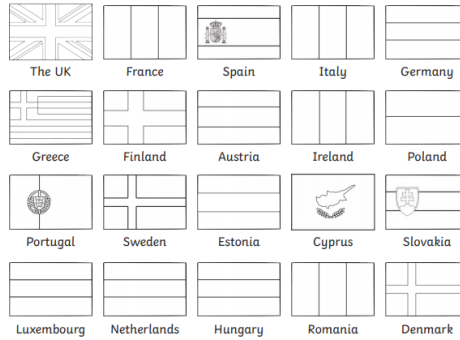 The UK France Spain Italy Germany
Greece Finland Austria Ireland Poland
Portugal Sweden Estonia Cyprus Slovakia
Luxembourg Netherlands Hungary Romania Denmark